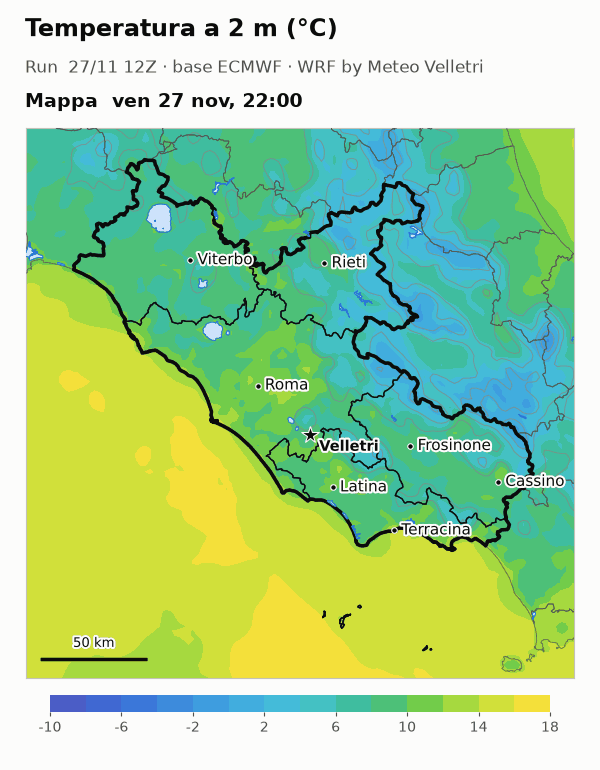 Temperatura a 2 m (°C)
Run  27/11 12Z · base ECMWF · WRF by Meteo Velletri
Mappa  ven 27 nov, 22:00
Viterbo
Rieti
Roma
Velletri
Frosinone
Latina
Cassino
Terracina
50 km
-10 -6 -2 2 6 10 14 18